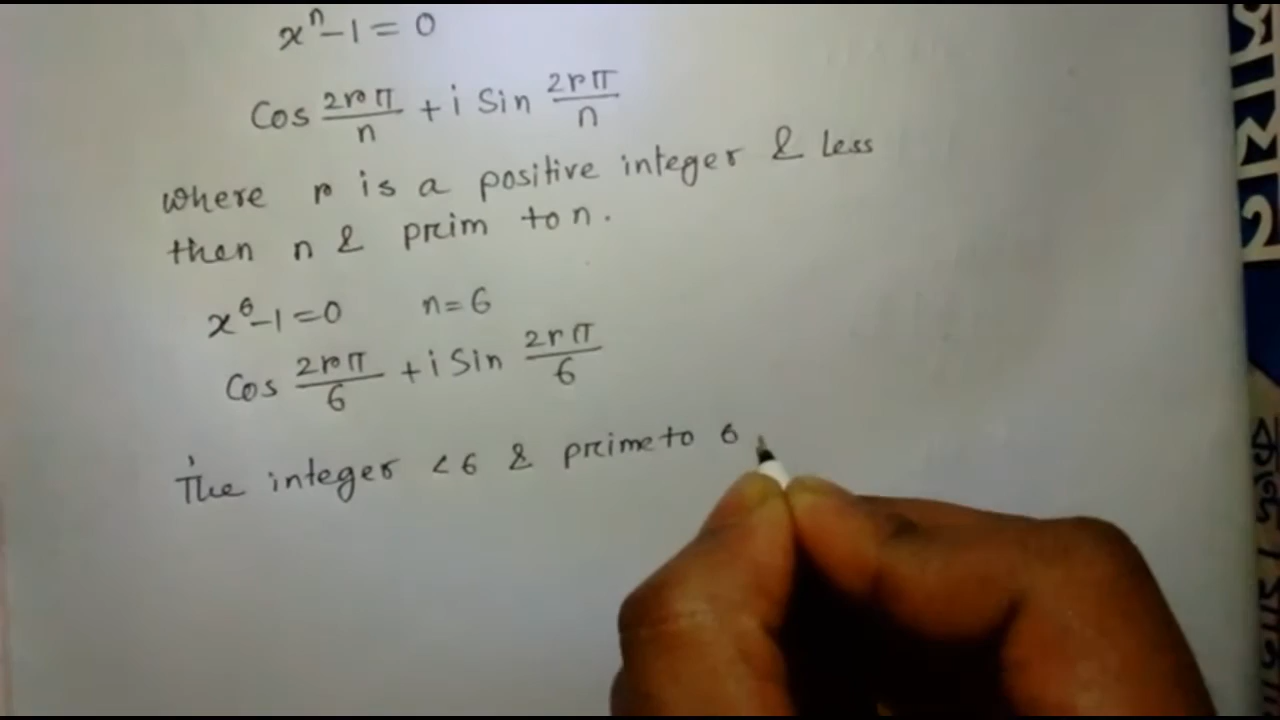 xⁿ-1=0
Cos 2rπ/n + i Sin 2rπ/n
where r is a positive integer & less
then n & prim to n.
x⁶-1=0 n=6
Cos 2rπ/6 + i Sin 2rπ/6
The integer <6 & prime to 6